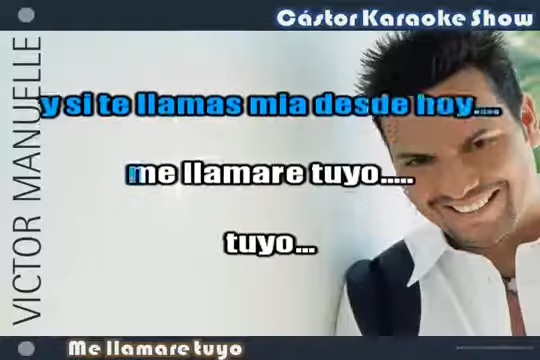 Cástor Karaoke Show
VICTOR MANUELLE
y si te llamas mia desde hoy....
me llamare tuyo.....
tuyo...
Me llamare tuyo